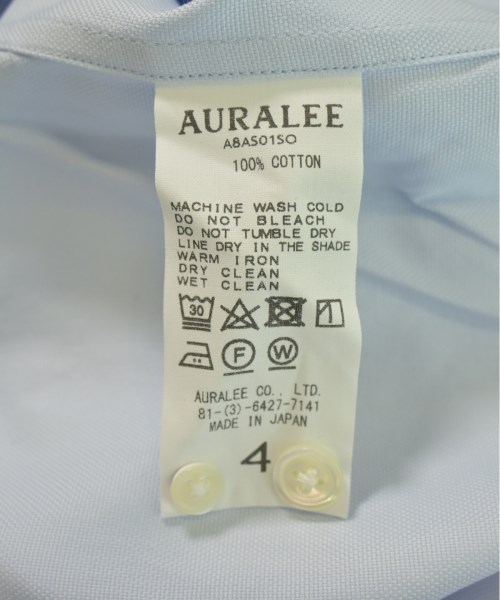 AURALEE
A8AS01SO
100% COTTON
MACHINE WASH COLD
DO NOT BLEACH
DO NOT TUMBLE DRY
LINE DRY IN THE SHADE
WARM IRON
DRY CLEAN
WET CLEAN
30
F W
AURALEE CO., LTD.
81-(3)-6427-7141
MADE IN JAPAN
4